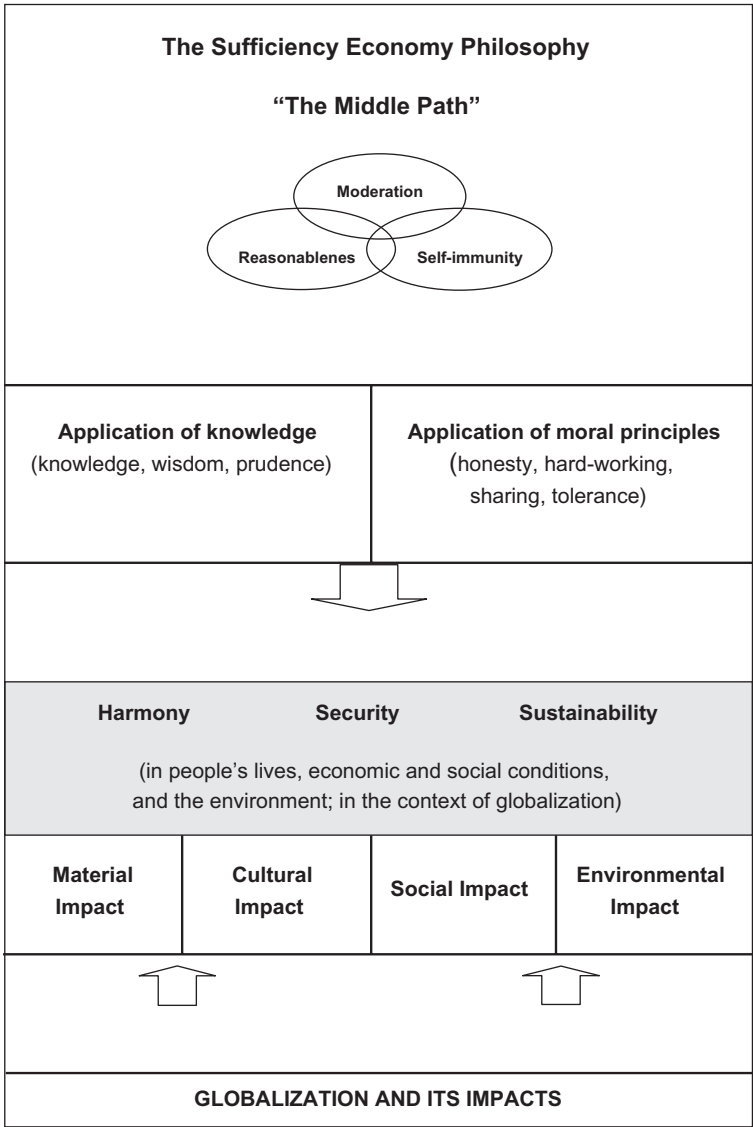 The Sufficiency Economy Philosophy
“The Middle Path”
Moderation
Reasonablenes
Self-immunity
Application of knowledge
(knowledge, wisdom, prudence)
Application of moral principles
(honesty, hard-working,
sharing, tolerance)
Harmony
Security
Sustainability
(in people’s lives, economic and social conditions,
and the environment; in the context of globalization)
Material
Impact
Cultural
Impact
Social Impact
Environmental
Impact
GLOBALIZATION AND ITS IMPACTS